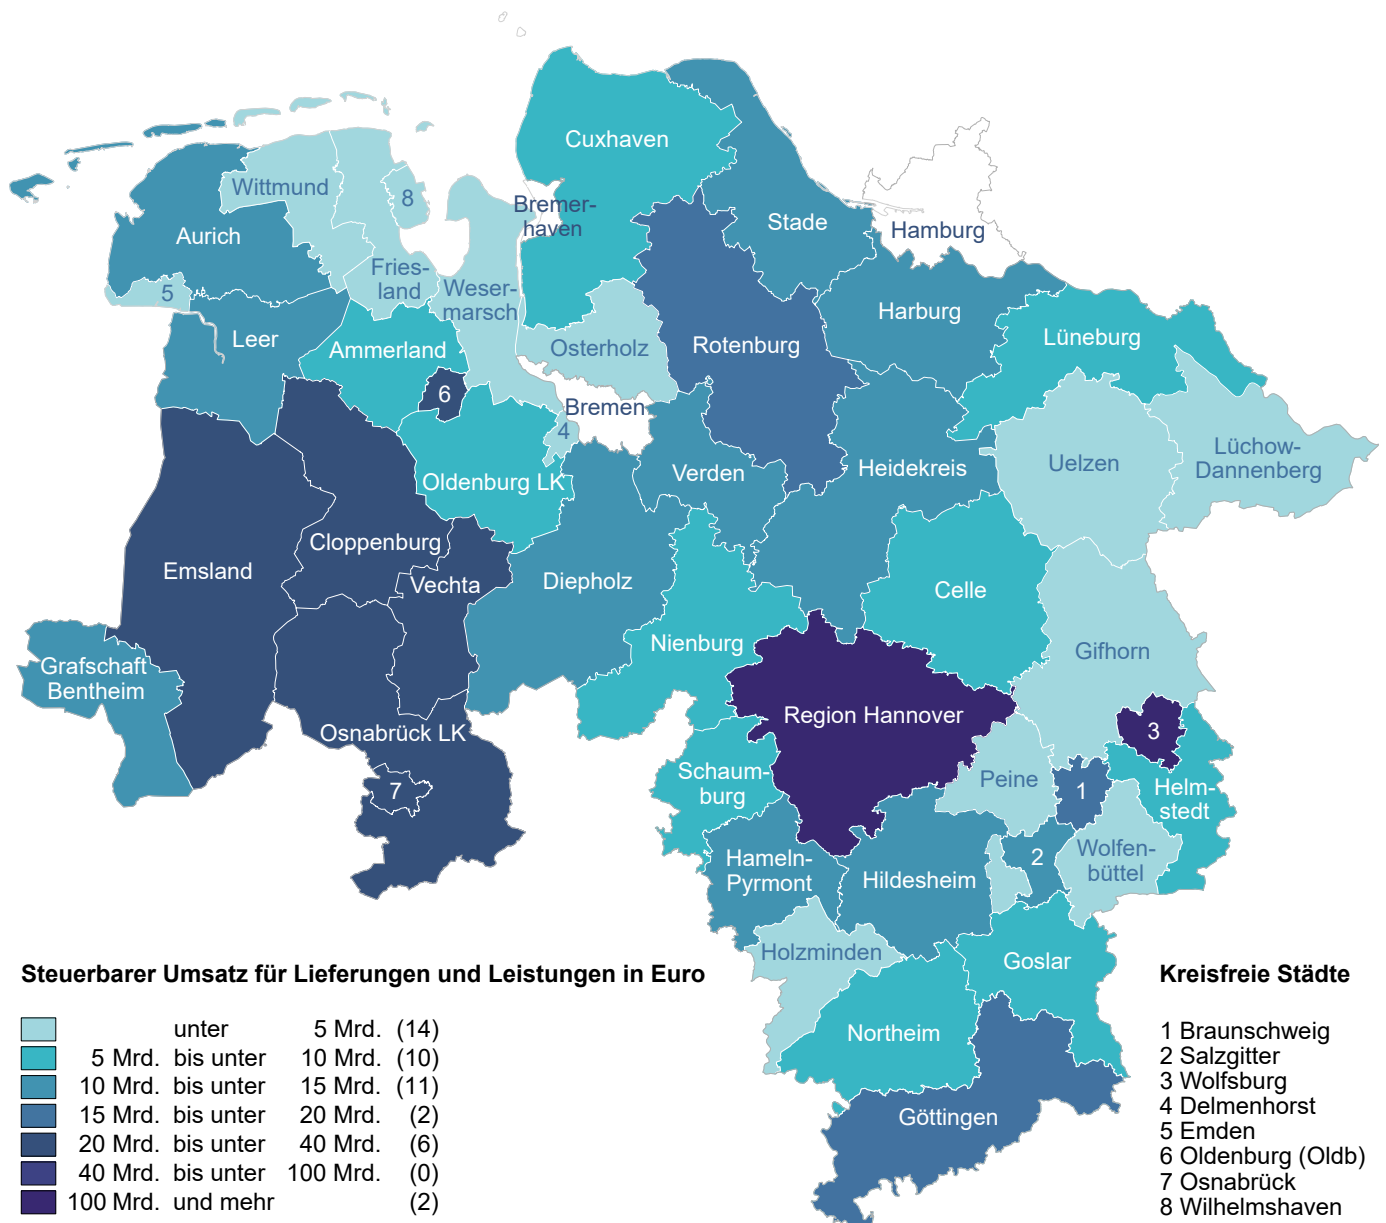 Cuxhaven
Wittmund
8
Bremer-
haven
Stade
Hamburg
Aurich
Fries-
land
Weser-
marsch
5
Harburg
Leer
Ammerland
Osterholz
Rotenburg
Lüneburg
6
Bremen
4
Oldenburg LK
Verden
Heidekreis
Uelzen
Lüchow-
Dannenberg
Cloppenburg
Emsland
Vechta
Diepholz
Celle
Nienburg
Gifhorn
Grafschaft
Bentheim
Region Hannover
Osnabrück LK
3
7
Schaum-
burg
Peine
1
Helm-
stedt
Hameln-
Pyrmont
Hildesheim
2
Wolfen-
büttel
Holzminden
Goslar
Northeim
Göttingen
Steuerbarer Umsatz für Lieferungen und Leistungen in Euro
unter 5 Mrd. (14)
5 Mrd. bis unter 10 Mrd. (10)
10 Mrd. bis unter 15 Mrd. (11)
15 Mrd. bis unter 20 Mrd. (2)
20 Mrd. bis unter 40 Mrd. (6)
40 Mrd. bis unter 100 Mrd. (0)
100 Mrd. und mehr (2)
Kreisfreie Städte
1 Braunschweig
2 Salzgitter
3 Wolfsburg
4 Delmenhorst
5 Emden
6 Oldenburg (Oldb)
7 Osnabrück
8 Wilhelmshaven